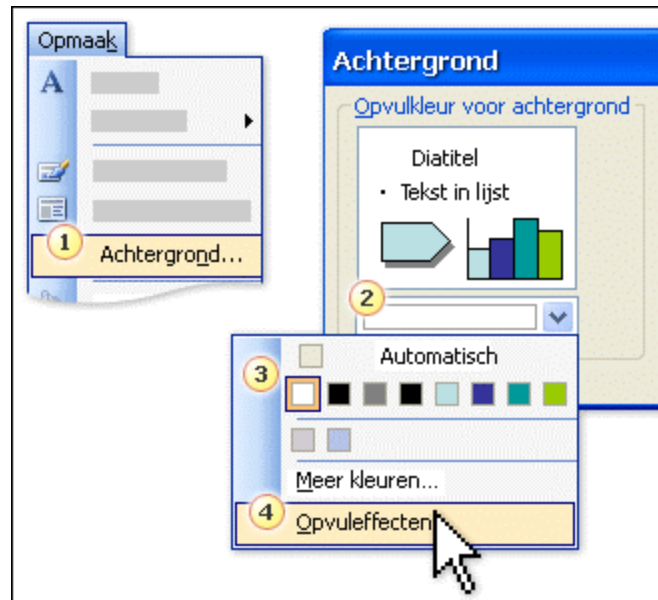 Opmaak
A
1
Achtergrond...
Achtergrond
Opvulkleur voor achtergrond
Diatitel
• Tekst in lijst
2
Automatisch
3
Meer kleuren...
4
Opvuleffecten